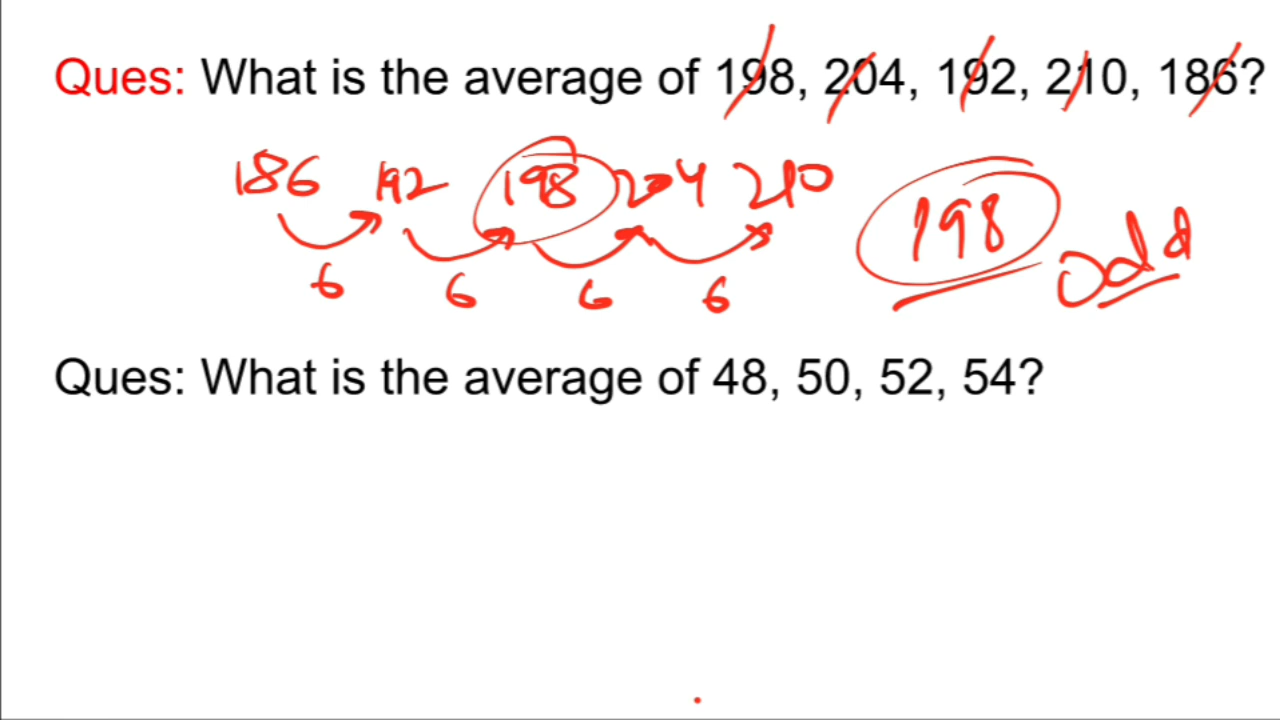 Ques: What is the average of 198, 204, 192, 210, 186?
186 192 198 204 210
198 odd
6 6 6 6
Ques: What is the average of 48, 50, 52, 54?